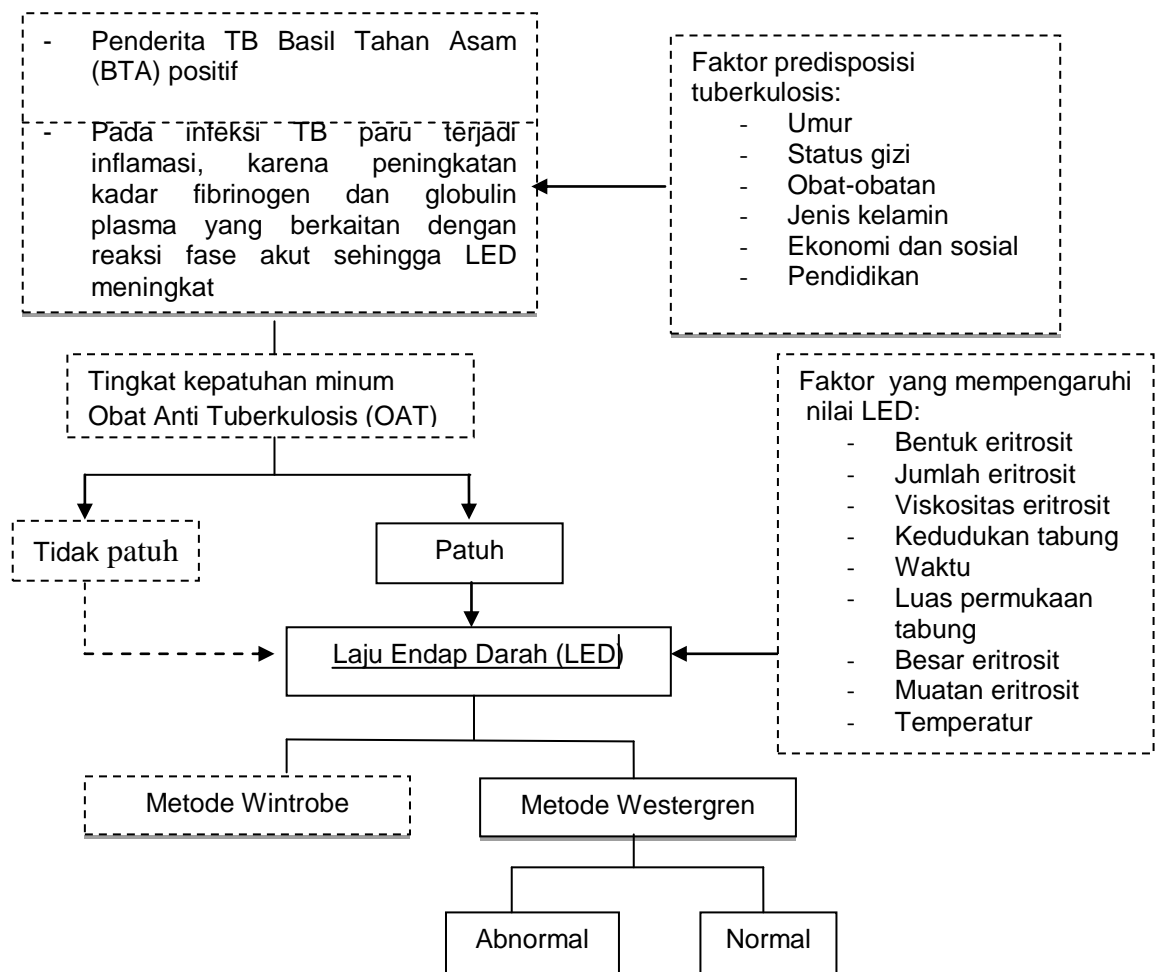 - Penderita TB Basil Tahan Asam
(BTA) positif
- Pada infeksi TB paru terjadi
inflamasi, karena peningkatan
kadar fibrinogen dan globulin
plasma yang berkaitan dengan
reaksi fase akut sehingga LED
meningkat
Faktor predisposisi
tuberkulosis:
- Umur
- Status gizi
- Obat-obatan
- Jenis kelamin
- Ekonomi dan sosial
- Pendidikan
Tingkat kepatuhan minum
Obat Anti Tuberkulosis (OAT)
Faktor yang mempengaruhi
nilai LED:
- Bentuk eritrosit
- Jumlah eritrosit
- Viskositas eritrosit
- Kedudukan tabung
- Waktu
- Luas permukaan
tabung
- Besar eritrosit
- Muatan eritrosit
- Temperatur
Tidak patuh
Patuh
Laju Endap Darah (LED)
Metode Wintrobe
Metode Westergren
Abnormal
Normal